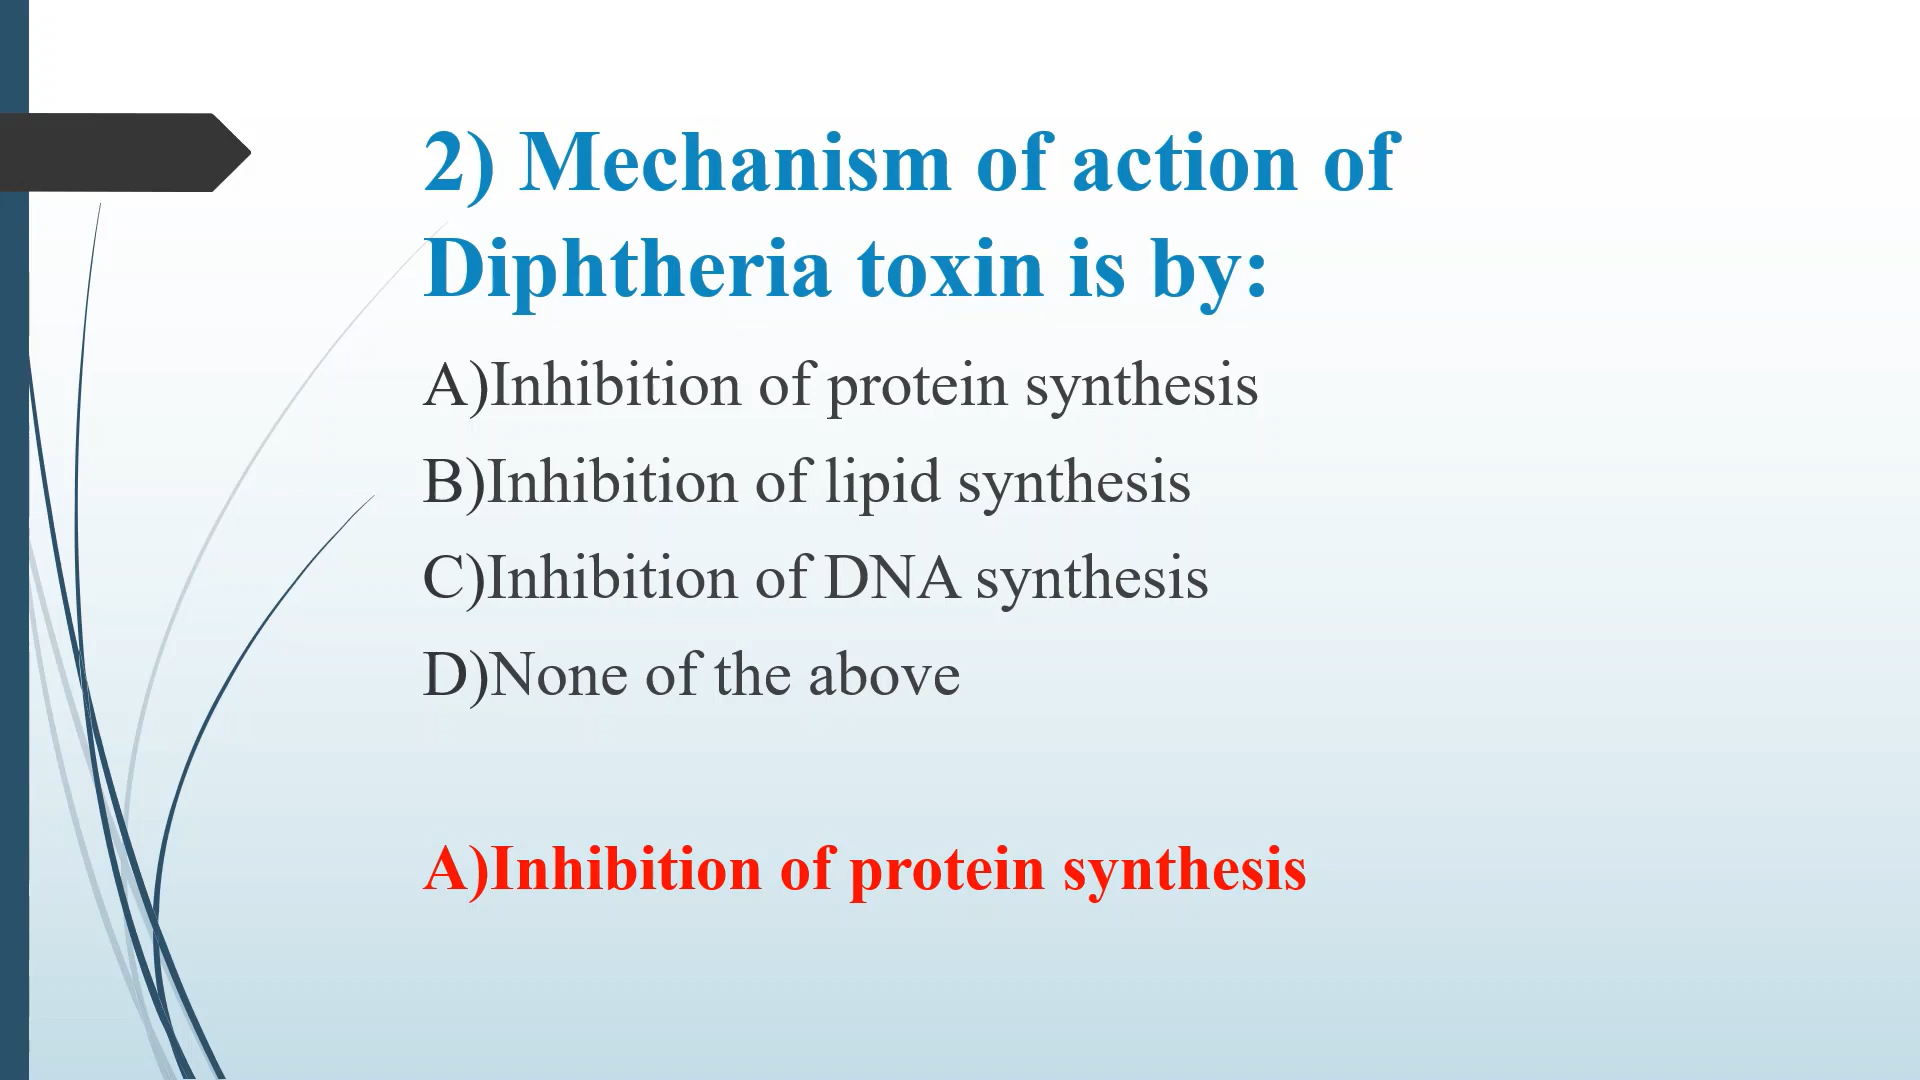 2) Mechanism of action of
Diphtheria toxin is by:
A)Inhibition of protein synthesis
B)Inhibition of lipid synthesis
C)Inhibition of DNA synthesis
D)None of the above
A)Inhibition of protein synthesis